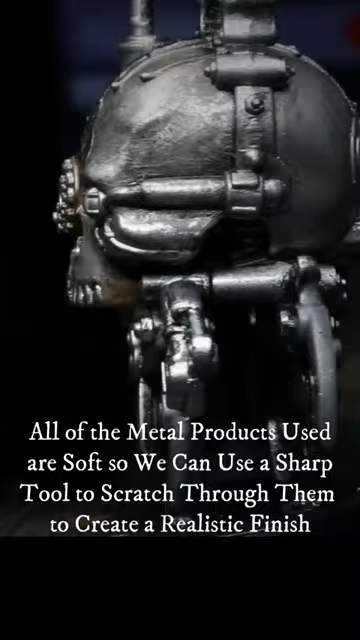 All of the Metal Products Used
are Soft so We Can Use a Sharp
Tool to Scratch Through Them
to Create a Realistic Finish